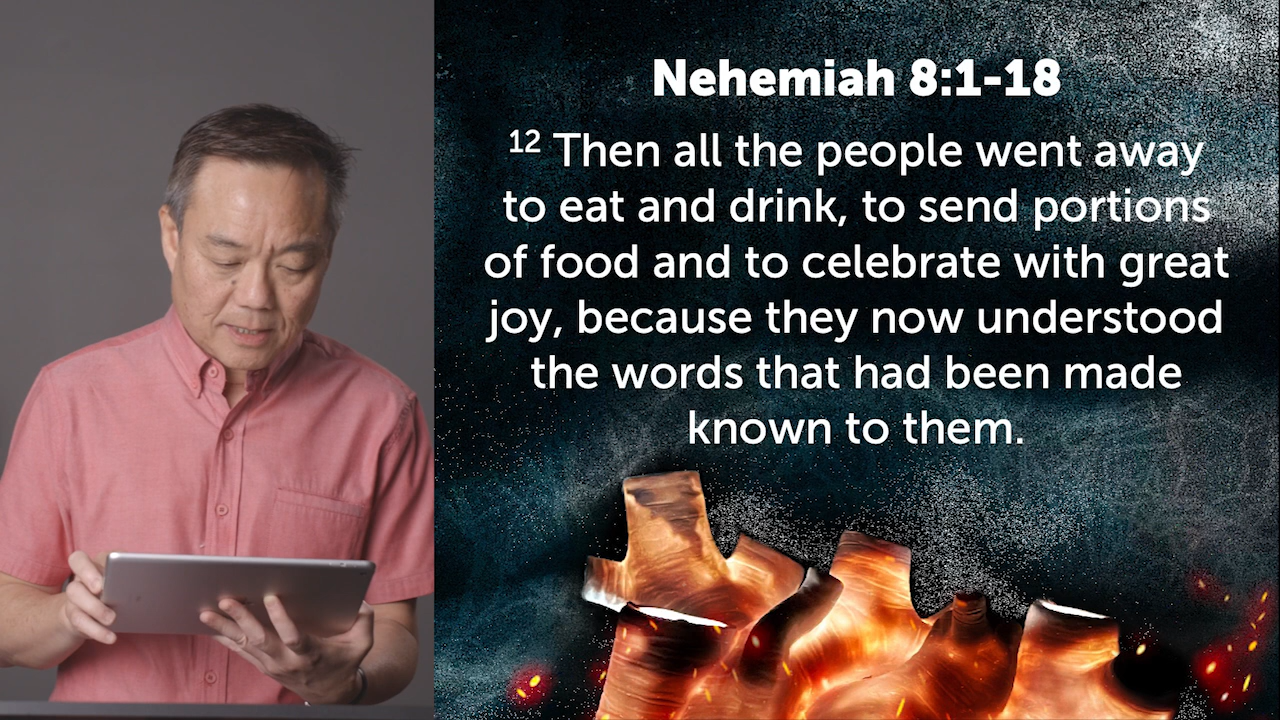 Nehemiah 8:1-18
12 Then all the people went away
to eat and drink, to send portions
of food and to celebrate with great
joy, because they now understood
the words that had been made
known to them.